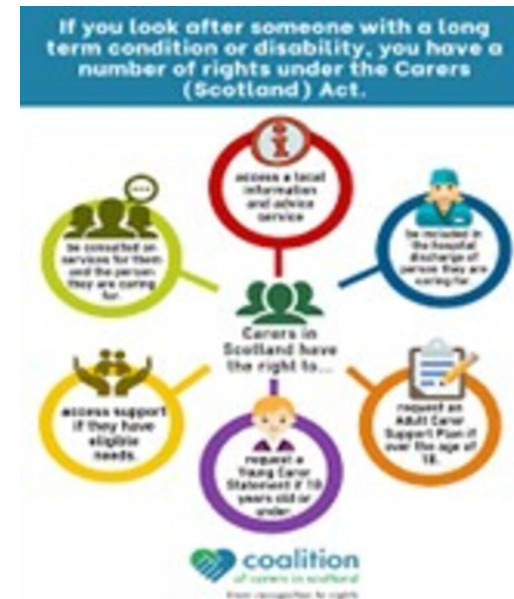 If you look after someone with a long
term condition or disability, you have a
number of rights under the Carers
(Scotland) Act.
access a local
information
and advice
service
be consulted on
services for them
and the person
they are caring
for.
be included in
the hospital
discharge of
person they are
caring for.
Carers in
Scotland have
the right to...
access support
if they have
eligible
needs.
request an
Adult Carer
Support Plan if
over the age of
18.
request a
Young Carer
Statement if 18
years old or
under.
coalition
of carers in scotland
from recognition to rights